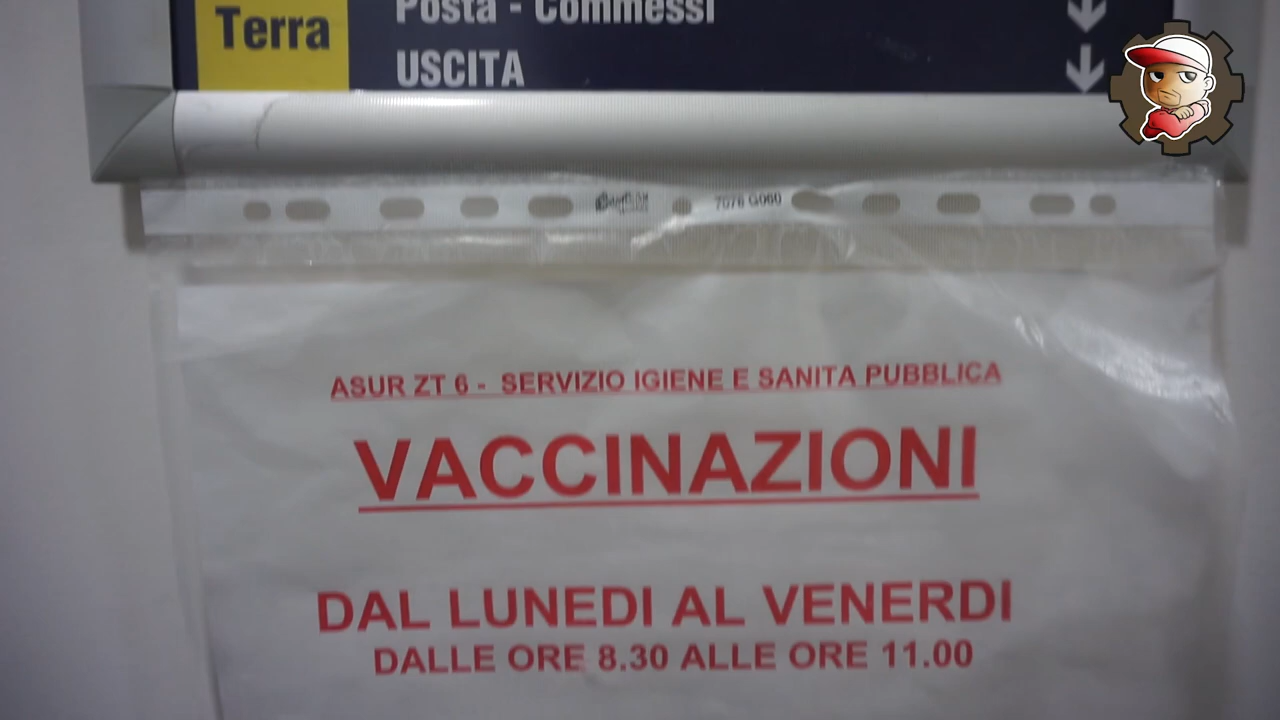 Terra
Posta - Commessi
USCITA
7076 G060
ASUR ZT 6 - SERVIZIO IGIENE E SANITA PUBBLICA
VACCINAZIONI
DAL LUNEDI AL VENERDI
DALLE ORE 8.30 ALLE ORE 11.00